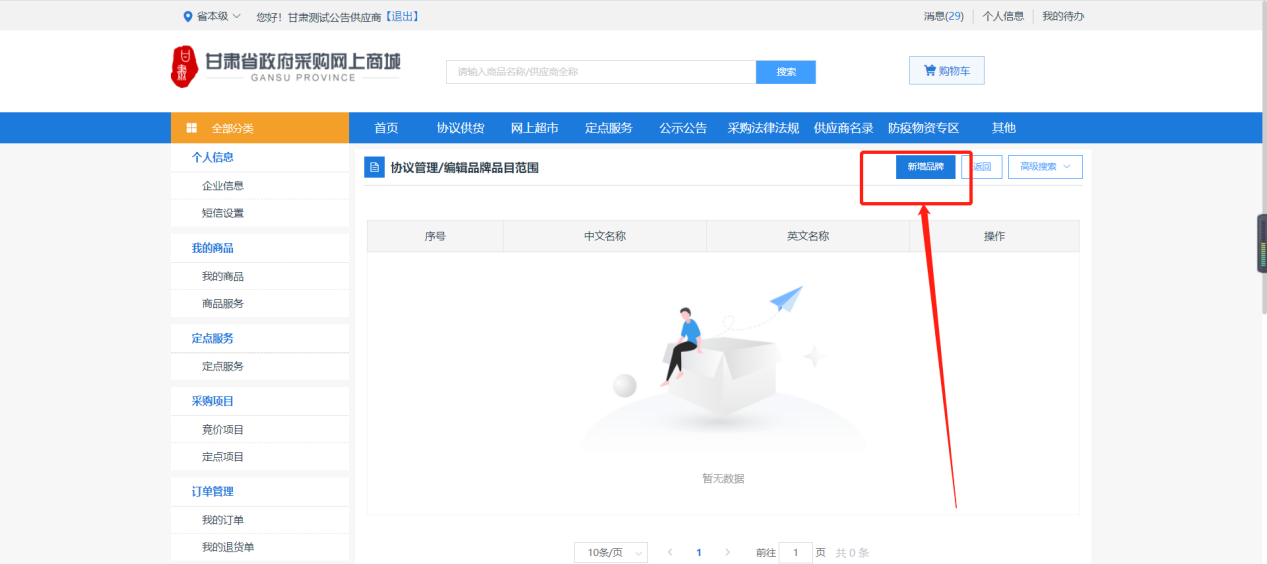 省本级 您好！甘肃测试公告供应商【退出】 消息(29) 个人信息 我的待办
甘肃省政府采购网上商城
GANSU PROVINCE
请输入商品名称/供应商全称 搜索 购物车
全部分类 首页 协议供货 网上超市 定点服务 公示公告 采购法律法规 供应商名录 防疫物资专区 其他
个人信息
企业信息
短信设置
我的商品
我的商品
商品服务
定点服务
定点服务
采购项目
竞价项目
定点项目
订单管理
我的订单
我的退货单
协议管理/编辑品牌品目范围 新增品牌 返回 高级搜索
序号 中文名称 英文名称 操作
暂无数据
10条/页 1 前往 1 页 共 0 条